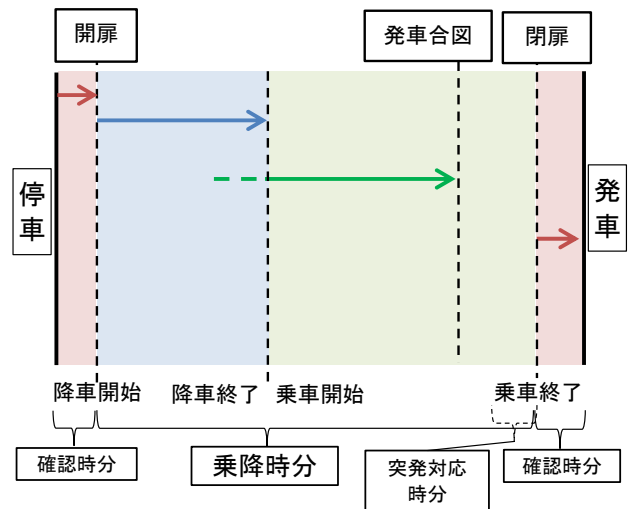 開扉
発車合図
閉扉
停車
発車
降車開始
降車終了
乗車開始
乗車終了
確認時分
乗降時分
突発対応
時分
確認時分